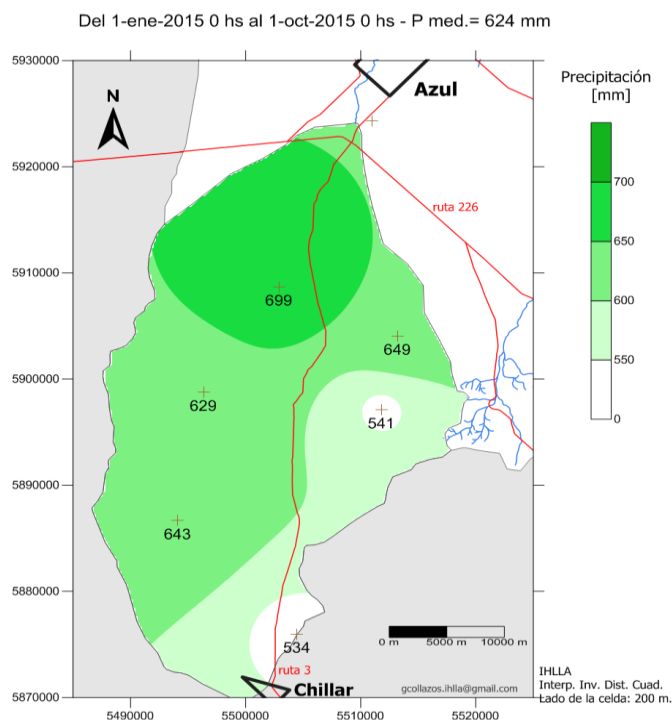 Del 1-ene-2015 0 hs al 1-oct-2015 0 hs - P med.= 624 mm
5930000
5920000
5910000
5900000
5890000
5880000
5870000
N
Azul
ruta 226
699
649
629
541
643
534
ruta 3
Chillar
0 m 5000 m 10000 m
gcollazos.ihlla@gmail.com
5490000 5500000 5510000 5520000
Precipitación
[mm]
700
650
600
550
0
IHLLA
Interp. Inv. Dist. Cuad.
Lado de la celda: 200 m.